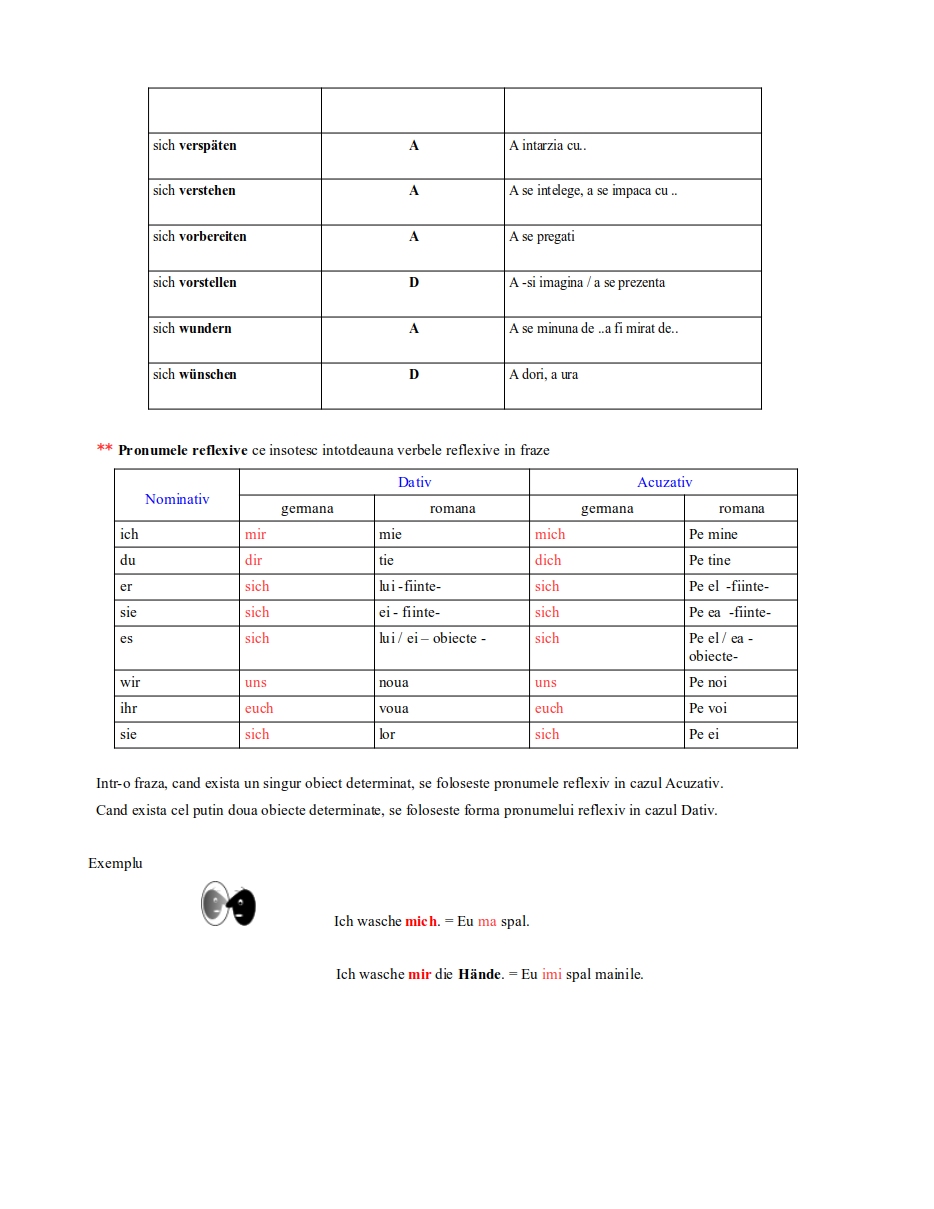 sich verspäten A A intarzia cu..
sich verstehen A A se intelege, a se impaca cu ..
sich vorbereiten A A se pregati
sich vorstellen D A -si imagina / a se prezenta
sich wundern A A se minuna de ..a fi mirat de..
sich wünschen D A dori, a ura
** Pronumele reflexive ce insotesc intotdeauna verbele reflexive in fraze
Nominativ Dativ Acuzativ
germana romana germana romana
ich mir mie mich Pe mine
du dir tie dich Pe tine
er sich lui -fiinte- sich Pe el -fiinte-
sie sich ei - fiinte- sich Pe ea -fiinte-
es sich lui / ei – obiecte - sich Pe el / ea -
obiecte-
wir uns noua uns Pe noi
ihr euch voua euch Pe voi
sie sich lor sich Pe ei
Intr-o fraza, cand exista un singur obiect determinat, se foloseste pronumele reflexiv in cazul Acuzativ.
Cand exista cel putin doua obiecte determinate, se foloseste forma pronumelui reflexiv in cazul Dativ.
Exemplu
Ich wasche mich. = Eu ma spal.
Ich wasche mir die Hände. = Eu imi spal mainile.